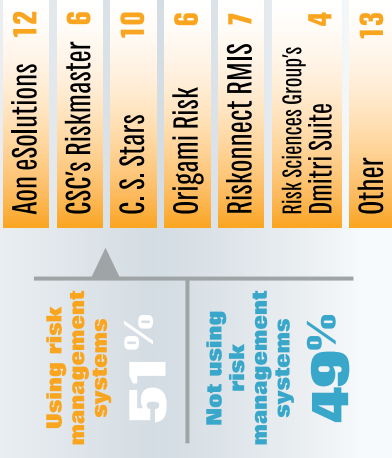 Using risk
management
systems
51%
Not using
risk
management
systems
49%
Aon eSolutions 12
CSC's Riskmaster 6
C. S. Stars 10
Origami Risk 6
Riskonnect RMIS 7
Risk Sciences Group's
Dmitri Suite 4
Other 13